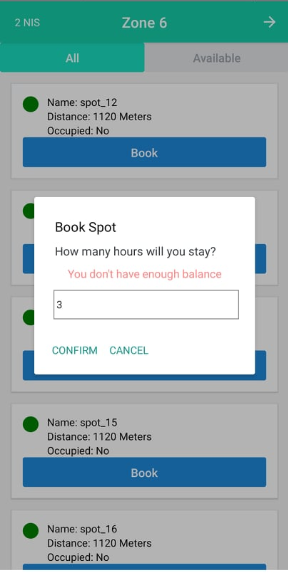 2 NIS Zone 6 →
All Available
Name: spot_12
Distance: 1120 Meters
Occupied: No
Book
Book Spot
How many hours will you stay?
You don't have enough balance
3
CONFIRM CANCEL
Name: spot_15
Distance: 1120 Meters
Occupied: No
Book
Name: spot_16
Distance: 1120 Meters
Occupied: No